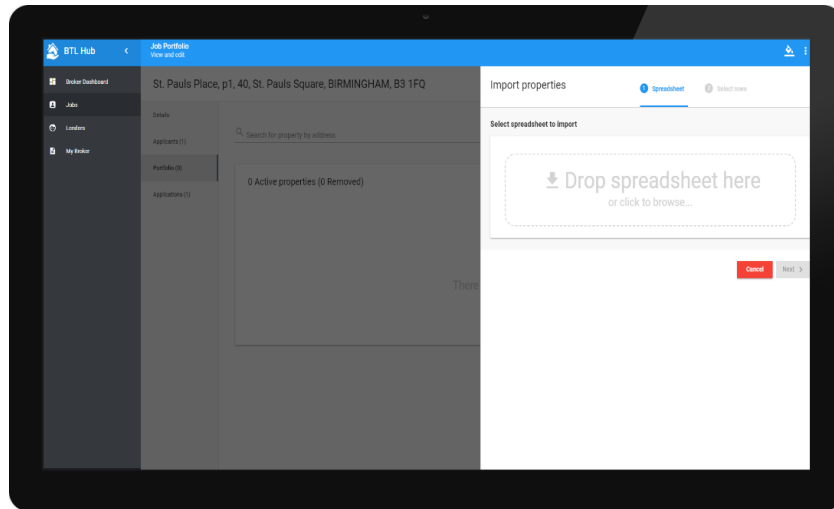 BTL Hub
Job Portfolio
View and edit
Broker Dashboard
Jobs
Lenders
My Broker
St. Pauls Place, p1, 40, St. Pauls Square, BIRMINGHAM, B3 1FQ
Details
Applicants (1)
Portfolio (0)
Applications (1)
Search for property by address
0 Active properties (0 Removed)
There
Import properties
1 Spreadsheet
2 Select rows
Select spreadsheet to import
Drop spreadsheet here
or click to browse...
Cancel
Next